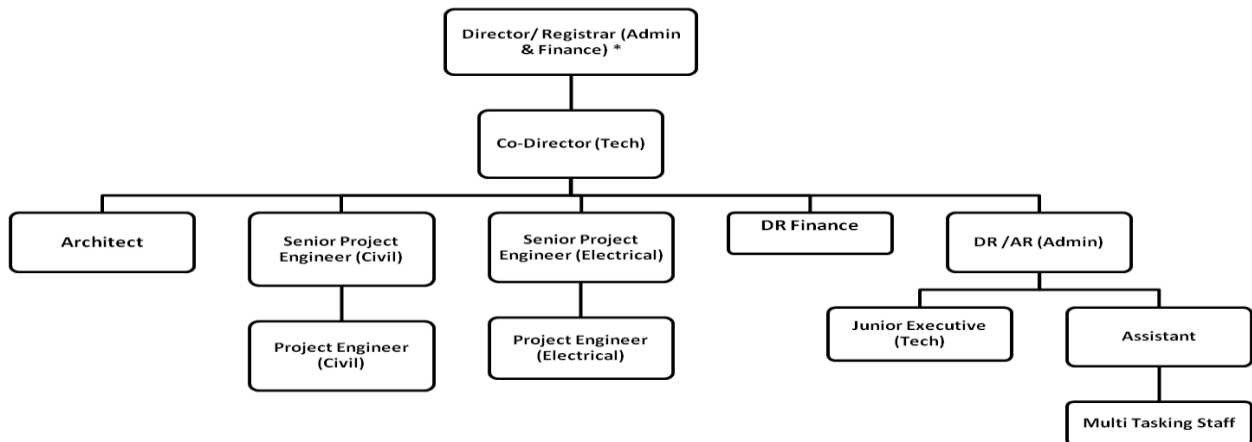 Director/ Registrar (Admin
& Finance) *
Co-Director (Tech)
Architect
Senior Project
Engineer (Civil)
Senior Project
Engineer (Electrical)
DR Finance
DR /AR (Admin)
Project Engineer
(Civil)
Project Engineer
(Electrical)
Junior Executive
(Tech)
Assistant
Multi Tasking Staff